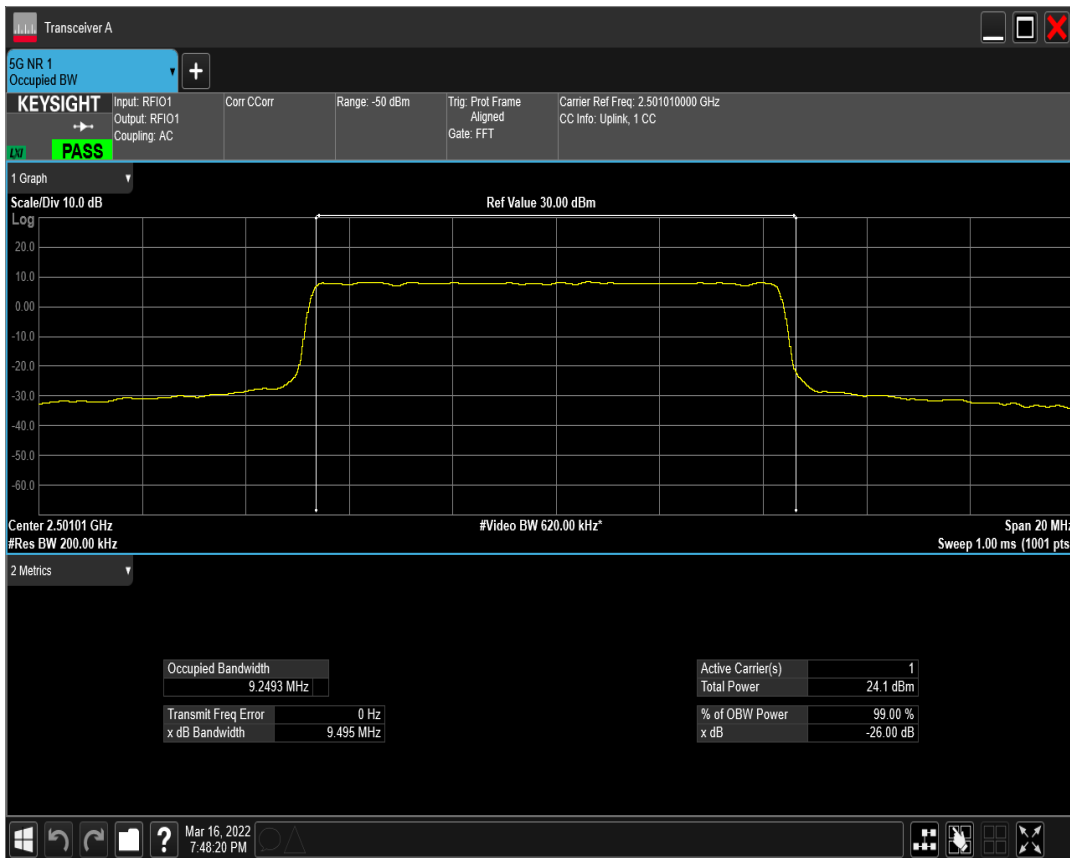 Transceiver A
5G NR 1
Occupied BW
+
KEYSIGHT
LXI
PASS
Input: RFIO1
Output: RFIO1
Coupling: AC
Corr CCorr
Range: -50 dBm
Trig: Prot Frame
Aligned
Gate: FFT
Carrier Ref Freq: 2.501010000 GHz
CC Info: Uplink, 1 CC
1 Graph
Scale/Div 10.0 dB
Ref Value 30.00 dBm
Log
20.0
10.0
0.00
-10.0
-20.0
-30.0
-40.0
-50.0
-60.0
Center 2.50101 GHz
#Video BW 620.00 kHz*
Span 20 MHz
#Res BW 200.00 kHz
Sweep 1.00 ms (1001 pts
2 Metrics
Occupied Bandwidth
9.2493 MHz
Transmit Freq Error 0 Hz
x dB Bandwidth 9.495 MHz
Active Carrier(s) 1
Total Power 24.1 dBm
% of OBW Power 99.00 %
x dB -26.00 dB
?
Mar 16, 2022
7:48:20 PM